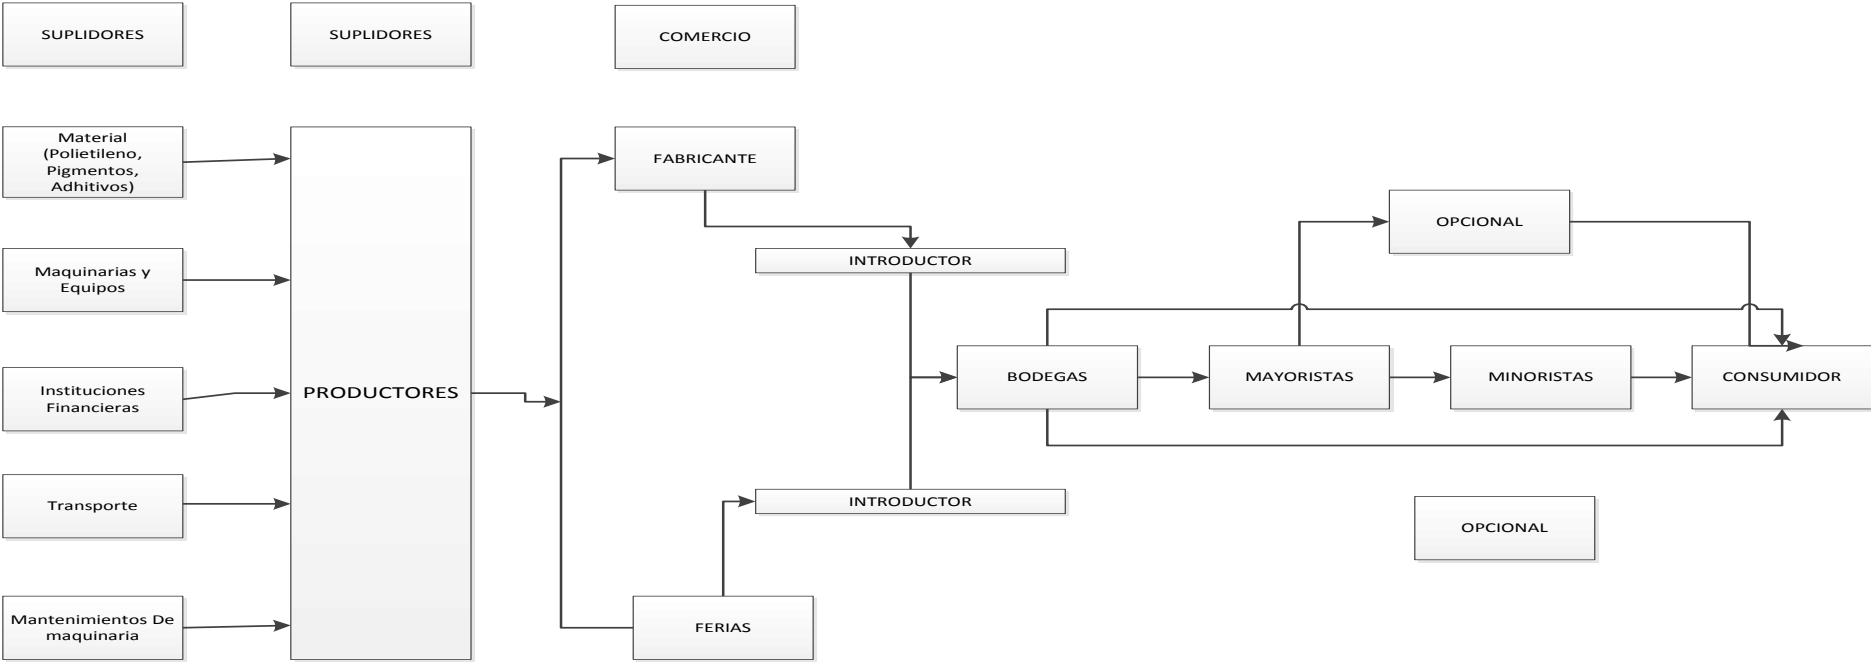 SUPLIDORES
SUPLIDORES
COMERCIO
Material
(Polietileno,
Pigmentos,
Adhitivos)
Maquinarias y
Equipos
Instituciones
Financieras
Transporte
Mantenimientos De
maquinaria
PRODUCTORES
FABRICANTE
INTRODUCTOR
INTRODUCTOR
FERIAS
BODEGAS
MAYORISTAS
MINORISTAS
CONSUMIDOR
OPCIONAL
OPCIONAL